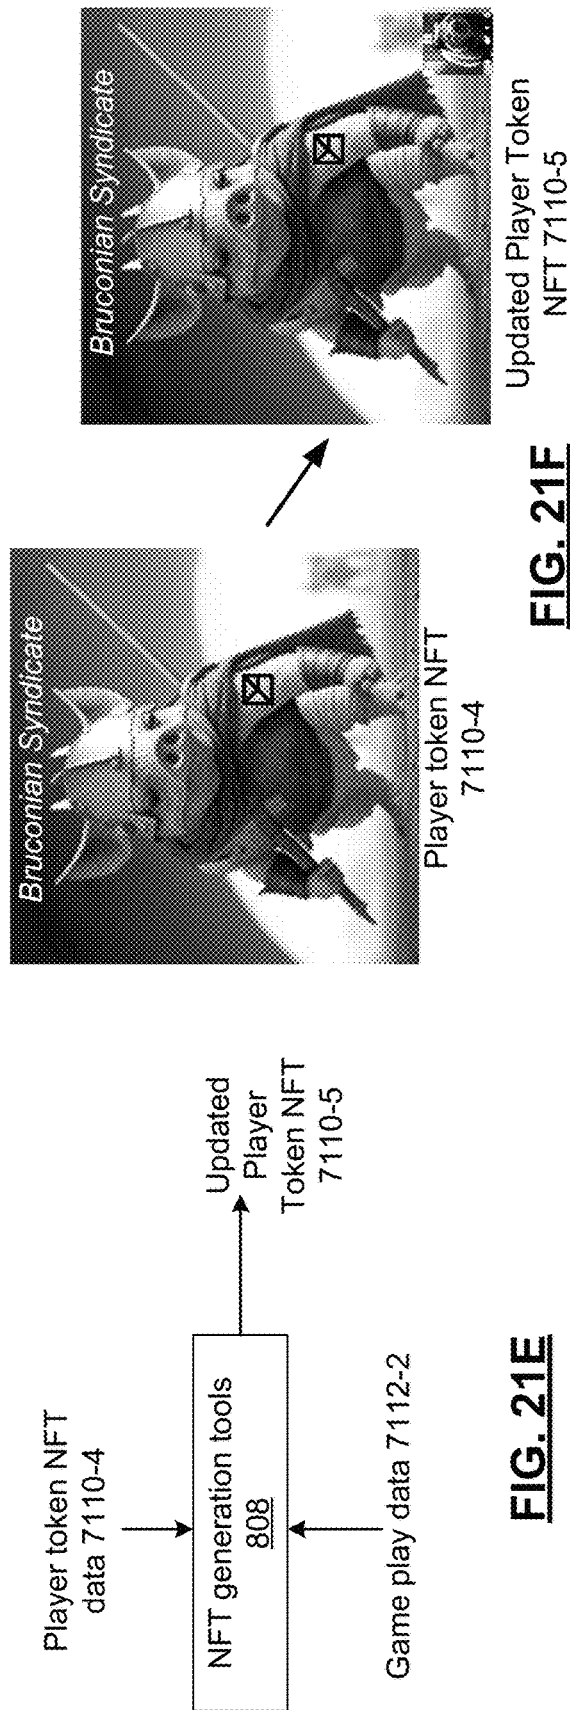 Player token NFT
data 7110-4
NFT generation tools
808
Game play data 7112-2
Updated
Player
Token NFT
7110-5
FIG. 21E
Bruconian Syndicate
Player token NFT
7110-4
Bruconian Syndicate
Updated Player Token
NFT 7110-5
FIG. 21F